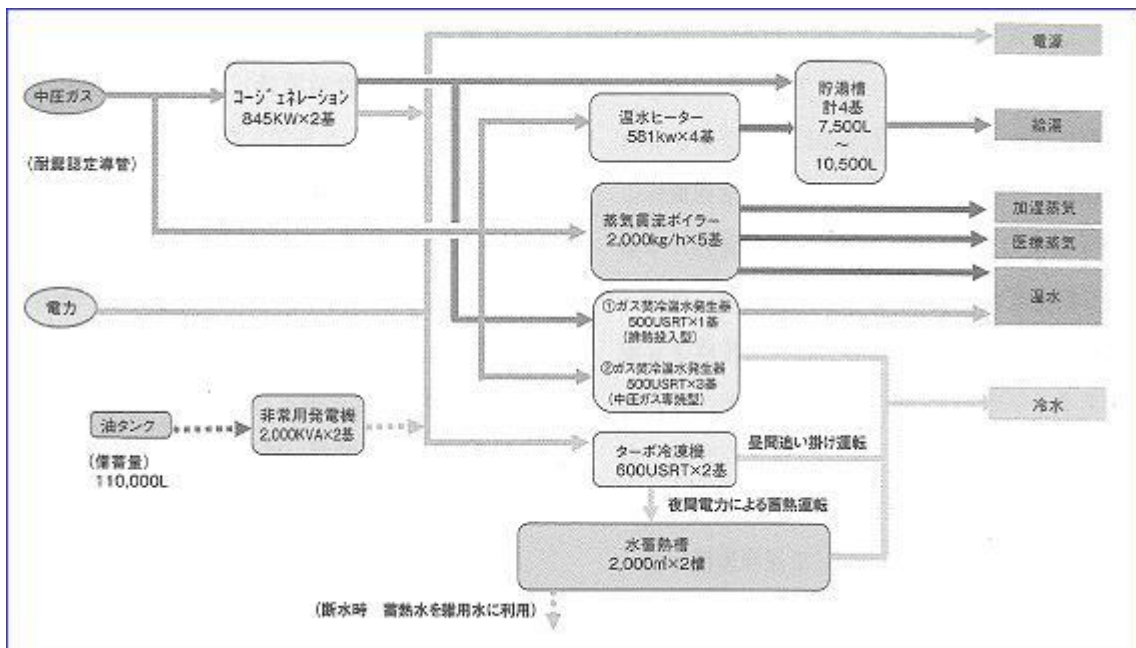 電源
中圧ガス
コージェネレーション
845KW×2基
貯湯槽
計4基
7,500L
～
10,500L
温水ヒーター
581kw×4基
給湯
(耐震認定導管)
蒸気貫流ボイラー
2,000kg/h×5基
加湿蒸気
医療蒸気
温水
電力
①ガス焚冷温水発生器
500USRT×1基
(排熱投入型)
②ガス焚冷温水発生器
(中圧ガス専焼型)
冷水
油タンク
非常用発電機
2,000KVA×2基
(備蓄量)
110,000L
ターボ冷凍機
600USRT×2基
昼間追い掛け運転
夜間電力による蓄熱運転
水蓄熱槽
2,000㎥×2槽
(断水時 蓄熱水を雑用水に利用)